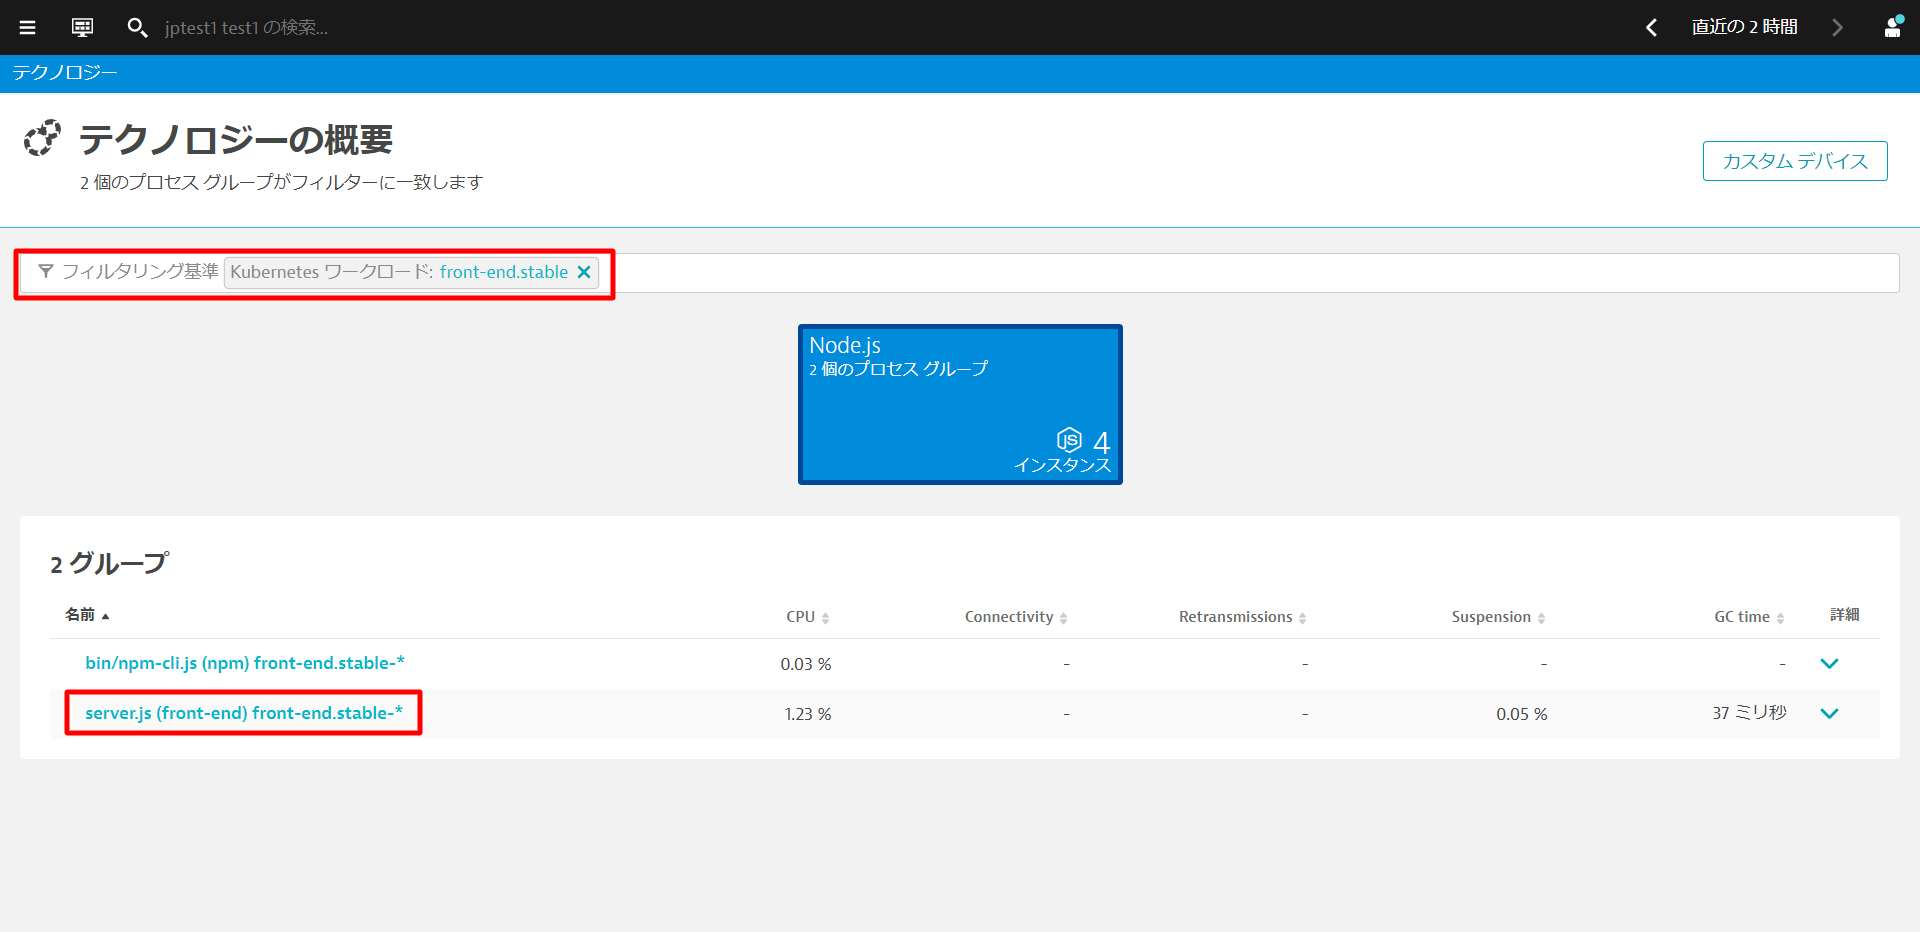 jptest1 test1 の検索...
直近の 2 時間
テクノロジー
テクノロジーの概要
2 個のプロセス グループがフィルターに一致します
カスタム デバイス
フィルタリング基準 Kubernetes ワークロード: front-end.stable
Node.js
2 個のプロセス グループ
JS 4
インスタンス
2 グループ
名前 CPU Connectivity Retransmissions Suspension GC time 詳細
bin/npm-cli.js (npm) front-end.stable-* 0.03 % - - - -
server.js (front-end) front-end.stable-* 1.23 % - - 0.05 % 37 ミリ秒